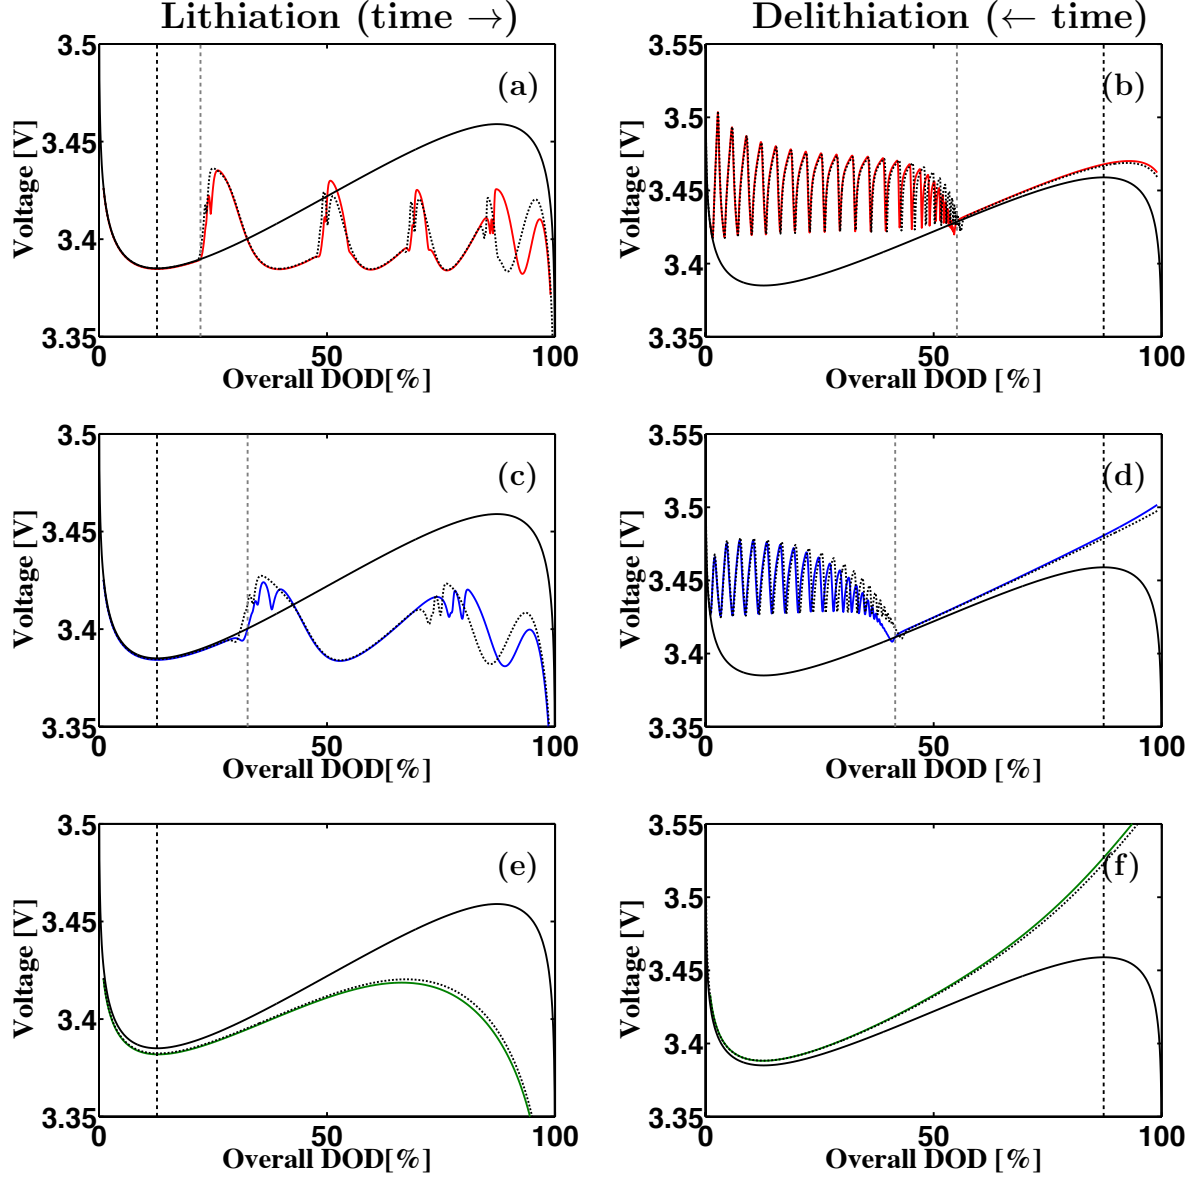 Lithiation (time →)
Delithiation (← time)
3.5
3.45
3.4
3.35
0
50
100
Voltage [V]
Overall DOD[%]
(a)
3.55
3.5
3.45
3.4
3.35
0
50
100
Voltage [V]
Overall DOD [%]
(b)
3.5
3.45
3.4
3.35
0
50
100
Voltage [V]
Overall DOD[%]
(c)
3.55
3.5
3.45
3.4
3.35
0
50
100
Voltage [V]
Overall DOD [%]
(d)
3.5
3.45
3.4
3.35
0
50
100
Voltage [V]
Overall DOD[%]
(e)
3.55
3.5
3.45
3.4
3.35
0
50
100
Voltage [V]
Overall DOD [%]
(f)